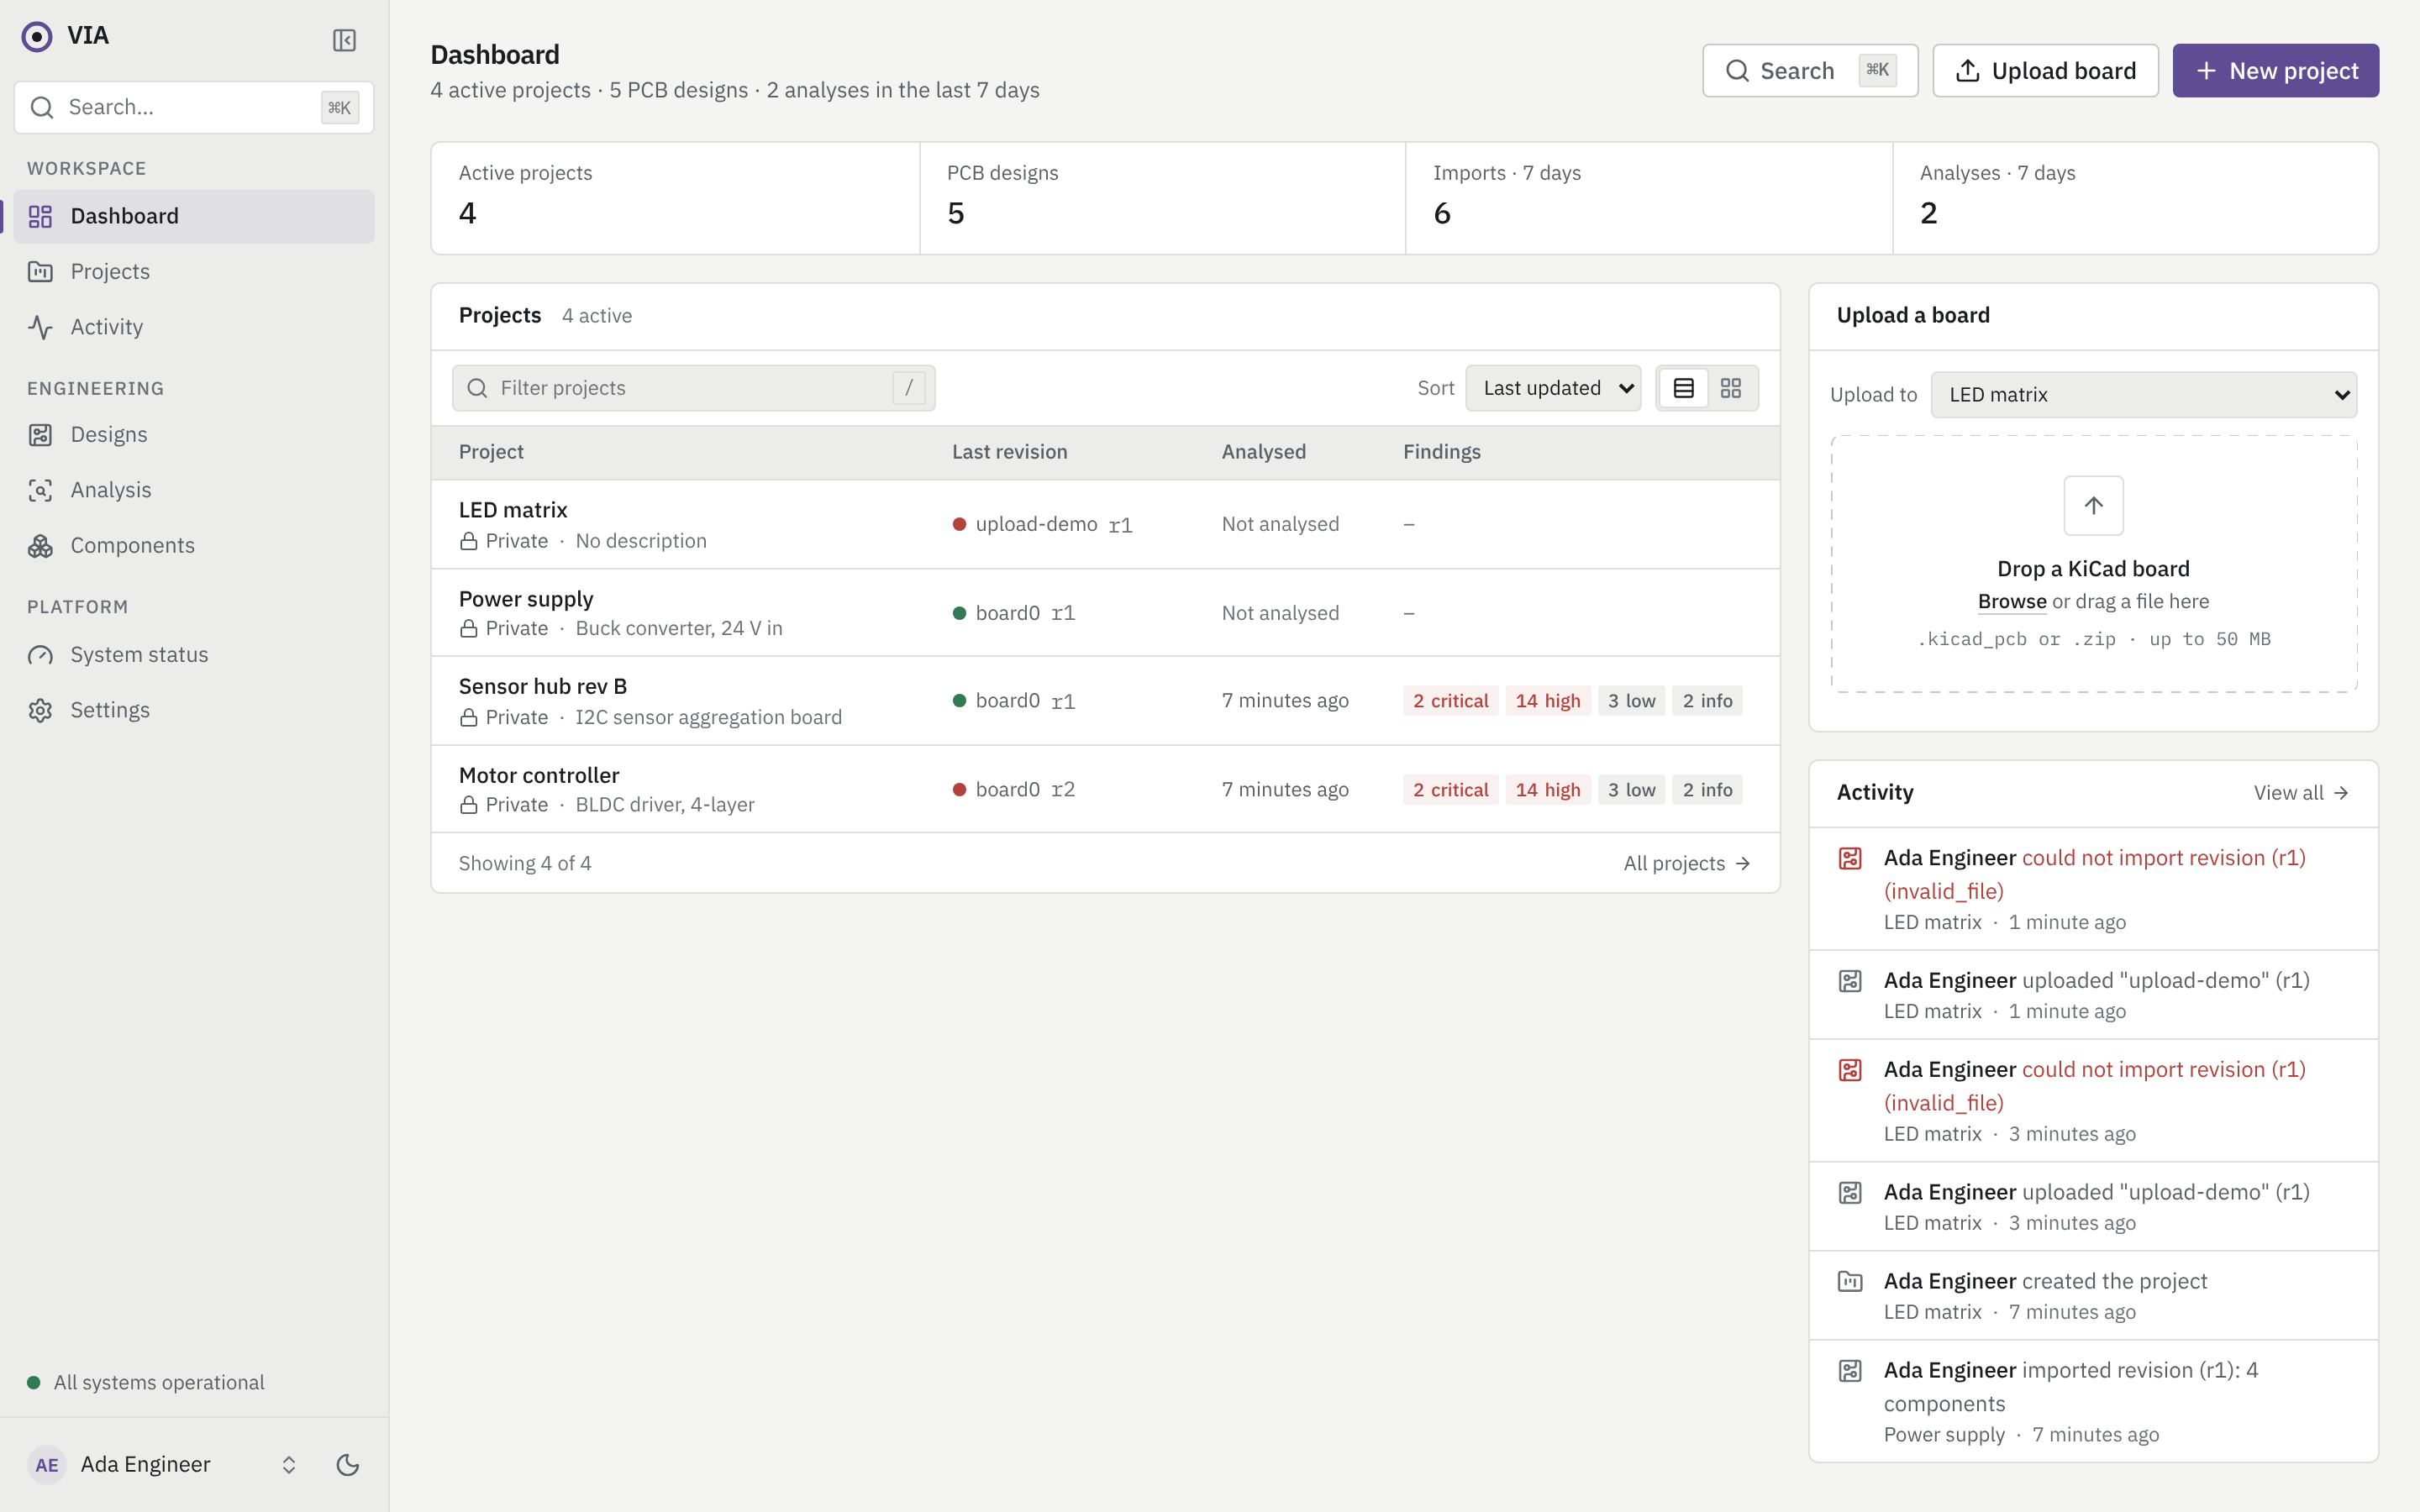 VIA
Search...
⌘K
WORKSPACE
Dashboard
Projects
Activity
ENGINEERING
Designs
Analysis
Components
PLATFORM
System status
Settings
All systems operational
AE
Ada Engineer
Dashboard
4 active projects · 5 PCB designs · 2 analyses in the last 7 days
Search ⌘K
Upload board
New project
Active projects
4
PCB designs
5
Imports · 7 days
6
Analyses · 7 days
2
Projects 4 active
Filter projects /
Sort Last updated
Project Last revision Analysed Findings
LED matrix
Private · No description
upload-demo r1 Not analysed –
Power supply
Private · Buck converter, 24 V in
board0 r1 Not analysed –
Sensor hub rev B
Private · I2C sensor aggregation board
board0 r1 7 minutes ago 2 critical 14 high 3 low 2 info
Motor controller
Private · BLDC driver, 4-layer
board0 r2 7 minutes ago 2 critical 14 high 3 low 2 info
Showing 4 of 4
All projects →
Upload a board
Upload to LED matrix
Drop a KiCad board
Browse or drag a file here
.kicad_pcb or .zip · up to 50 MB
Activity
View all →
Ada Engineer could not import revision (r1)
(invalid_file)
LED matrix · 1 minute ago
Ada Engineer uploaded "upload-demo" (r1)
LED matrix · 1 minute ago
Ada Engineer could not import revision (r1)
(invalid_file)
LED matrix · 3 minutes ago
Ada Engineer uploaded "upload-demo" (r1)
LED matrix · 3 minutes ago
Ada Engineer created the project
LED matrix · 7 minutes ago
Ada Engineer imported revision (r1): 4
components
Power supply · 7 minutes ago